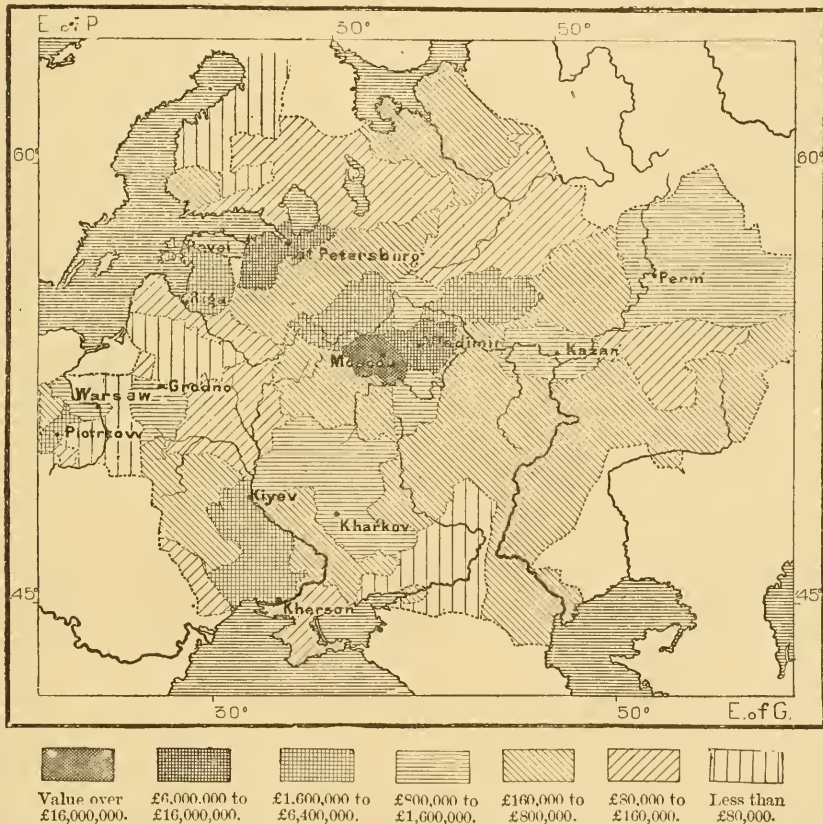 E of P
30°
50°
60°
60°
Revel
St Petersburg
Riga
Perm
Vladimir
Moscow
Kazan
Grodno
Warsaw
Piotrkow
Kiyev
Kharkov
45°
45°
Kherson
30°
50°
E. of G.
Value over
£16,000,000.
£6,000,000 to
£16,000,000.
£1,600,000 to
£6,400,000.
£800,000 to
£1,600,000.
£160,000 to
£800,000.
£80,000 to
£160,000.
Less than
£80,000.